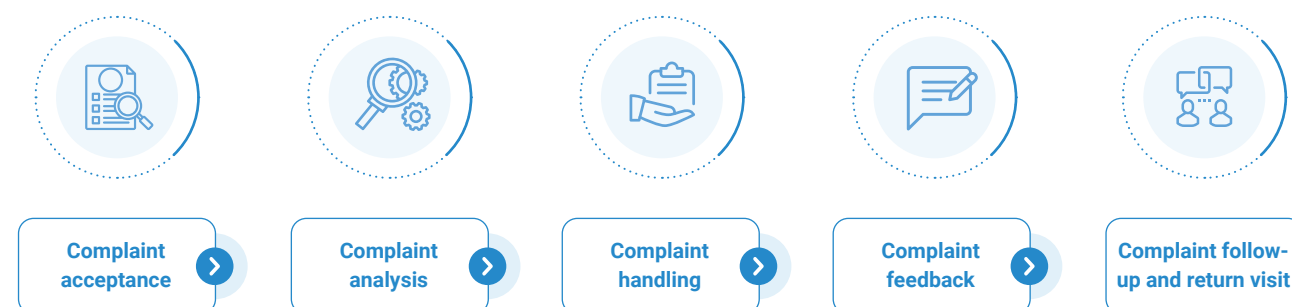 Complaint
acceptance
Complaint
analysis
Complaint
handling
Complaint
feedback
Complaint follow-
up and return visit